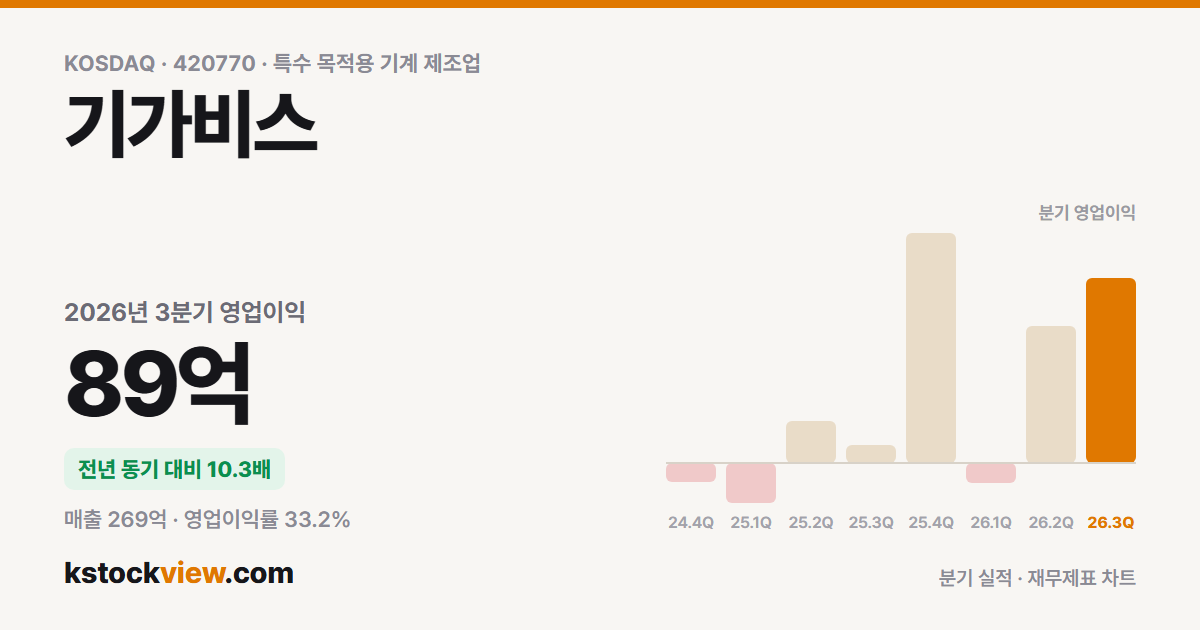 KOSDAQ · 420770 · 특수 목적용 기계 제조업
기가비스
분기 영업이익
2026년 3분기 영업이익
89억
전년 동기 대비 10.3배
매출 269억 · 영업이익률 33.2%
24.4Q 25.1Q 25.2Q 25.3Q 25.4Q 26.1Q 26.2Q 26.3Q
kstockview.com
분기 실적 · 재무제표 차트